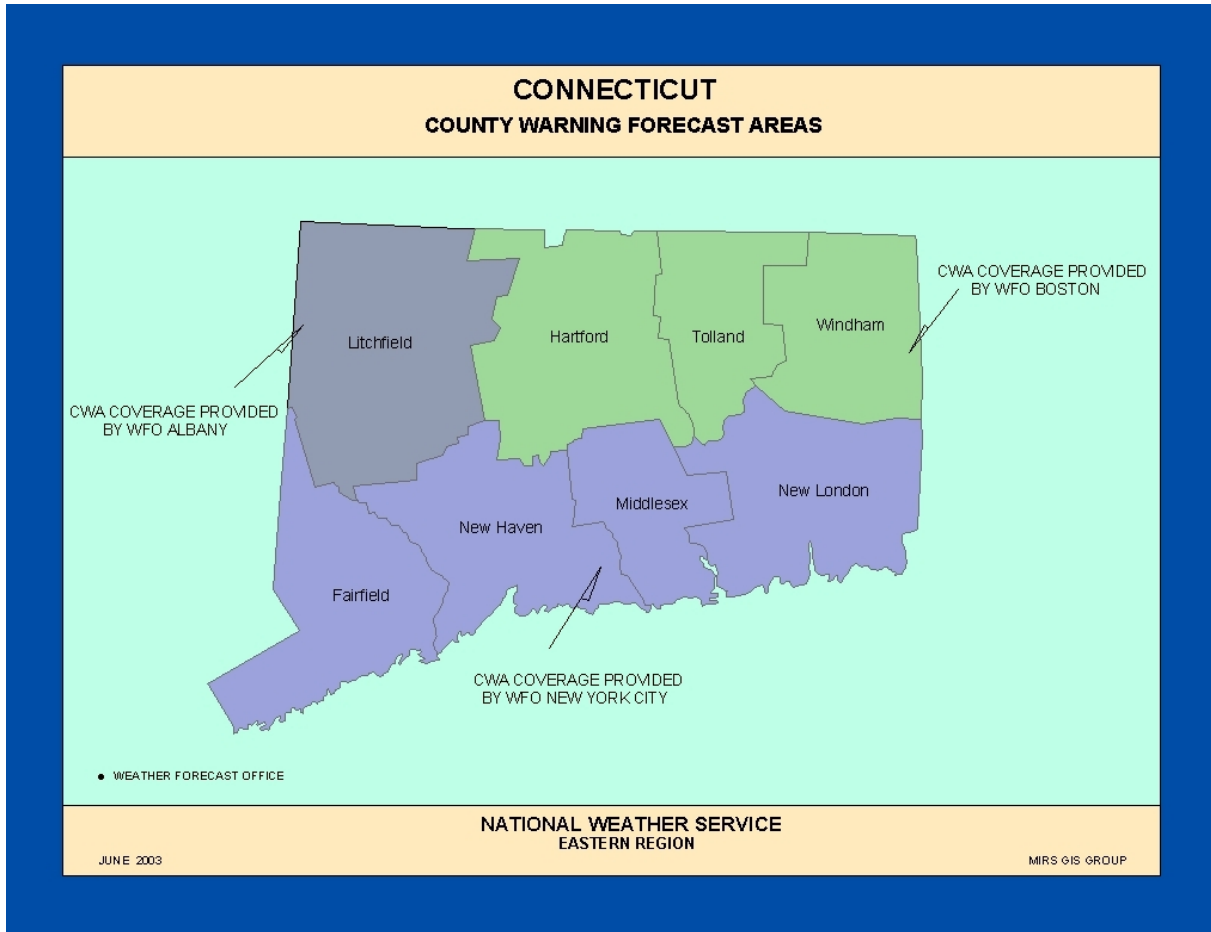 CONNECTICUT
COUNTY WARNING FORECAST AREAS
CWA COVERAGE PROVIDED
BY WFO BOSTON
Litchfield
Hartford
Tolland
Windham
CWA COVERAGE PROVIDED
BY WFO ALBANY
New Haven
Middlesex
New London
Fairfield
CWA COVERAGE PROVIDED
BY WFO NEW YORK CITY
● WEATHER FORECAST OFFICE
NATIONAL WEATHER SERVICE
EASTERN REGION
JUNE 2003
MIRS GIS GROUP